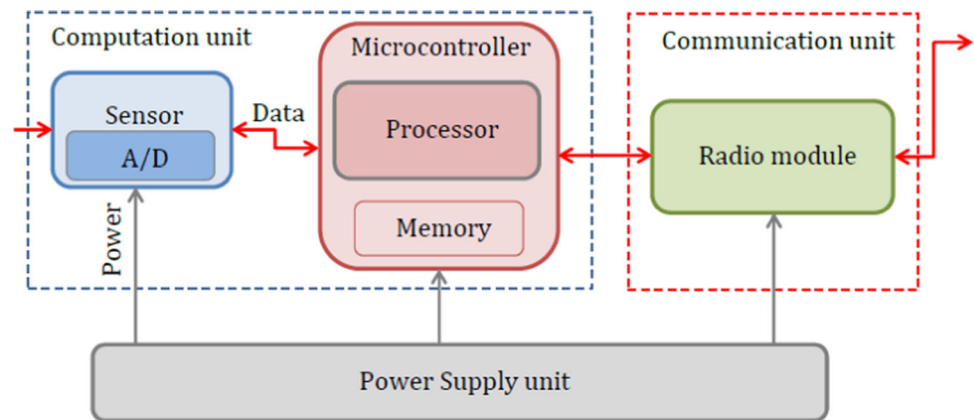 Computation unit
Microcontroller
Communication unit
Sensor
Data
Processor
A/D
Radio module
Power
Memory
Power Supply unit